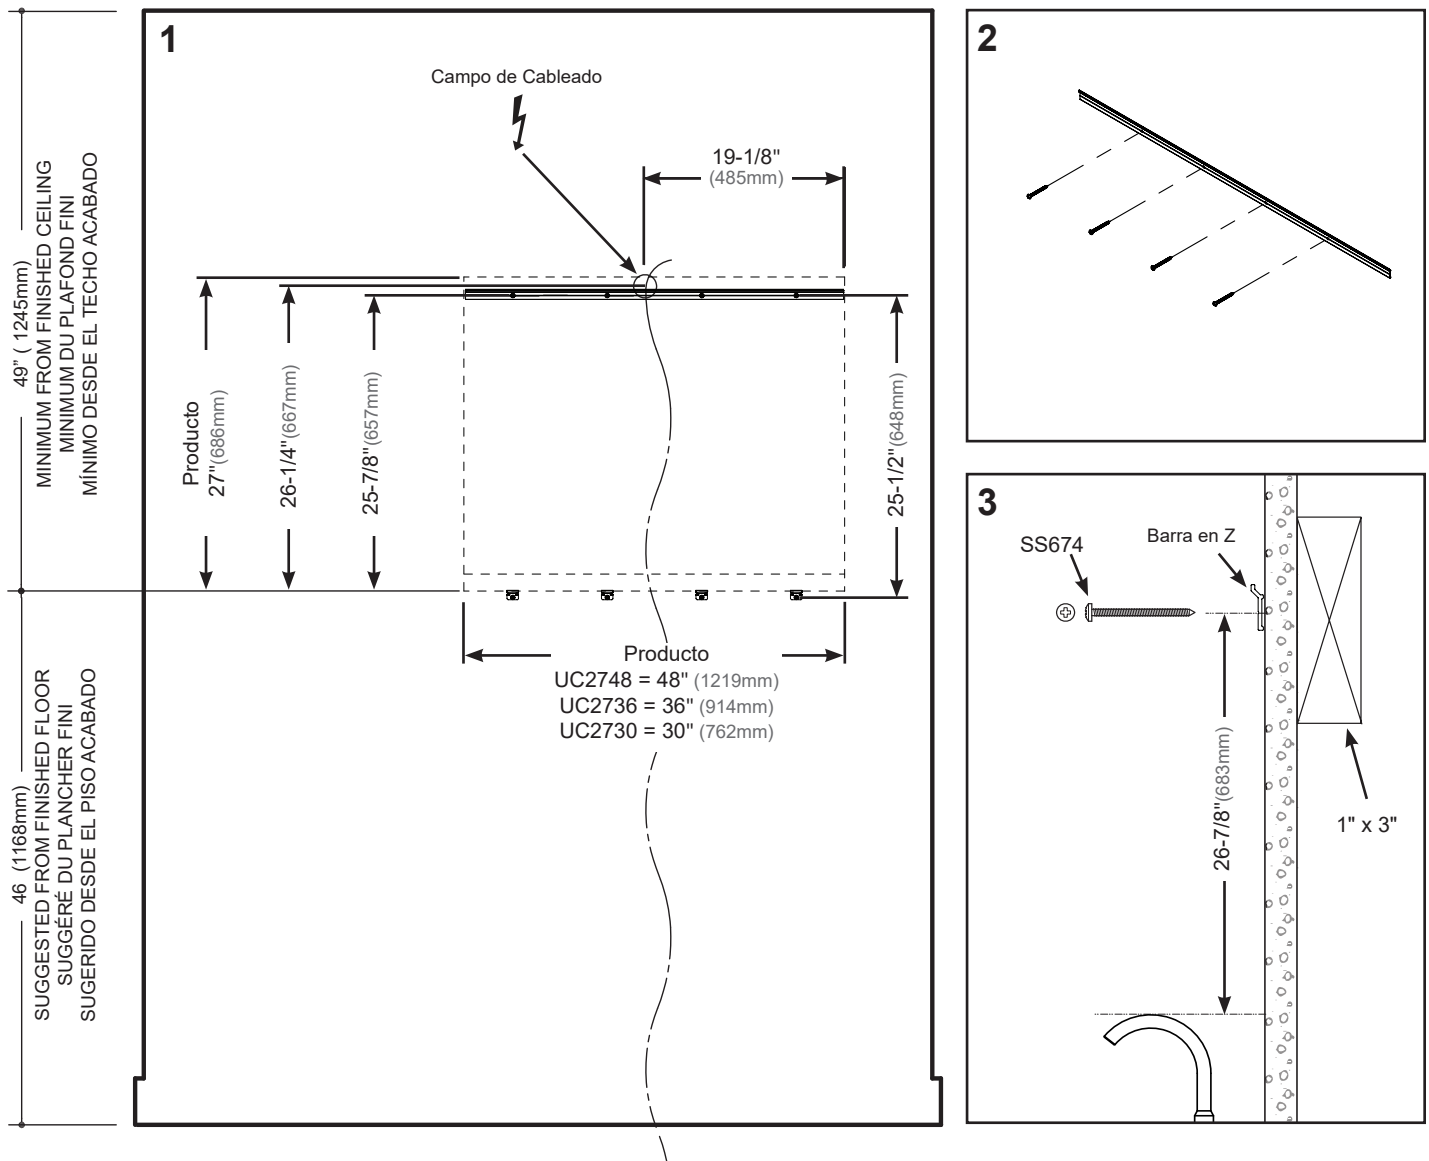 1
Campo de Cableado
19-1/8"
(485mm)
49” ( 1245mm)
MINIMUM FROM FINISHED CEILING
MINIMUM DU PLAFOND FINI
MÍNIMO DESDE EL TECHO ACABADO
Producto
27"(686mm)
26-1/4"(667mm)
25-7/8"(657mm)
25-1/2"(648mm)
46 (1168mm)
SUGGESTED FROM FINISHED FLOOR
SUGGÉRÉ DU PLANCHER FINI
SUGERIDO DESDE EL PISO ACABADO
Producto
UC2748 = 48" (1219mm)
UC2736 = 36" (914mm)
UC2730 = 30" (762mm)
2
3
SS674
Barra en Z
26-7/8"(683mm)
1" x 3"